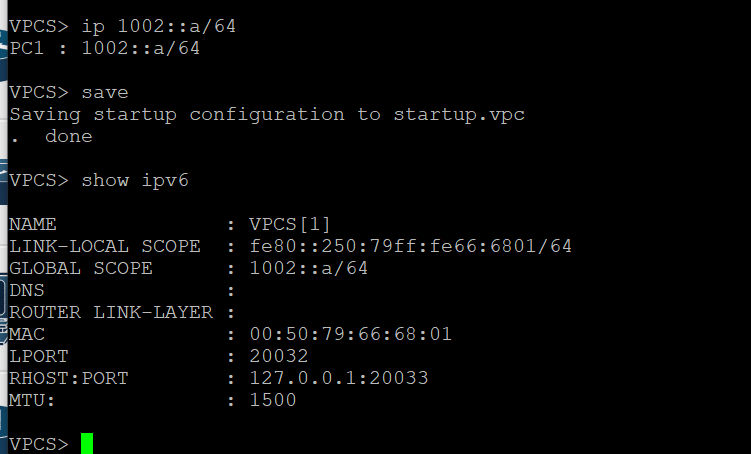 VPCS> ip 1002::a/64
PC1 : 1002::a/64
VPCS> save
Saving startup configuration to startup.vpc
.  done
VPCS> show ipv6
NAME              : VPCS[1]
LINK-LOCAL SCOPE  : fe80::250:79ff:fe66:6801/64
GLOBAL SCOPE      : 1002::a/64
DNS               :
ROUTER LINK-LAYER :
MAC               : 00:50:79:66:68:01
LPORT             : 20032
RHOST:PORT        : 127.0.0.1:20033
MTU:              : 1500
VPCS>